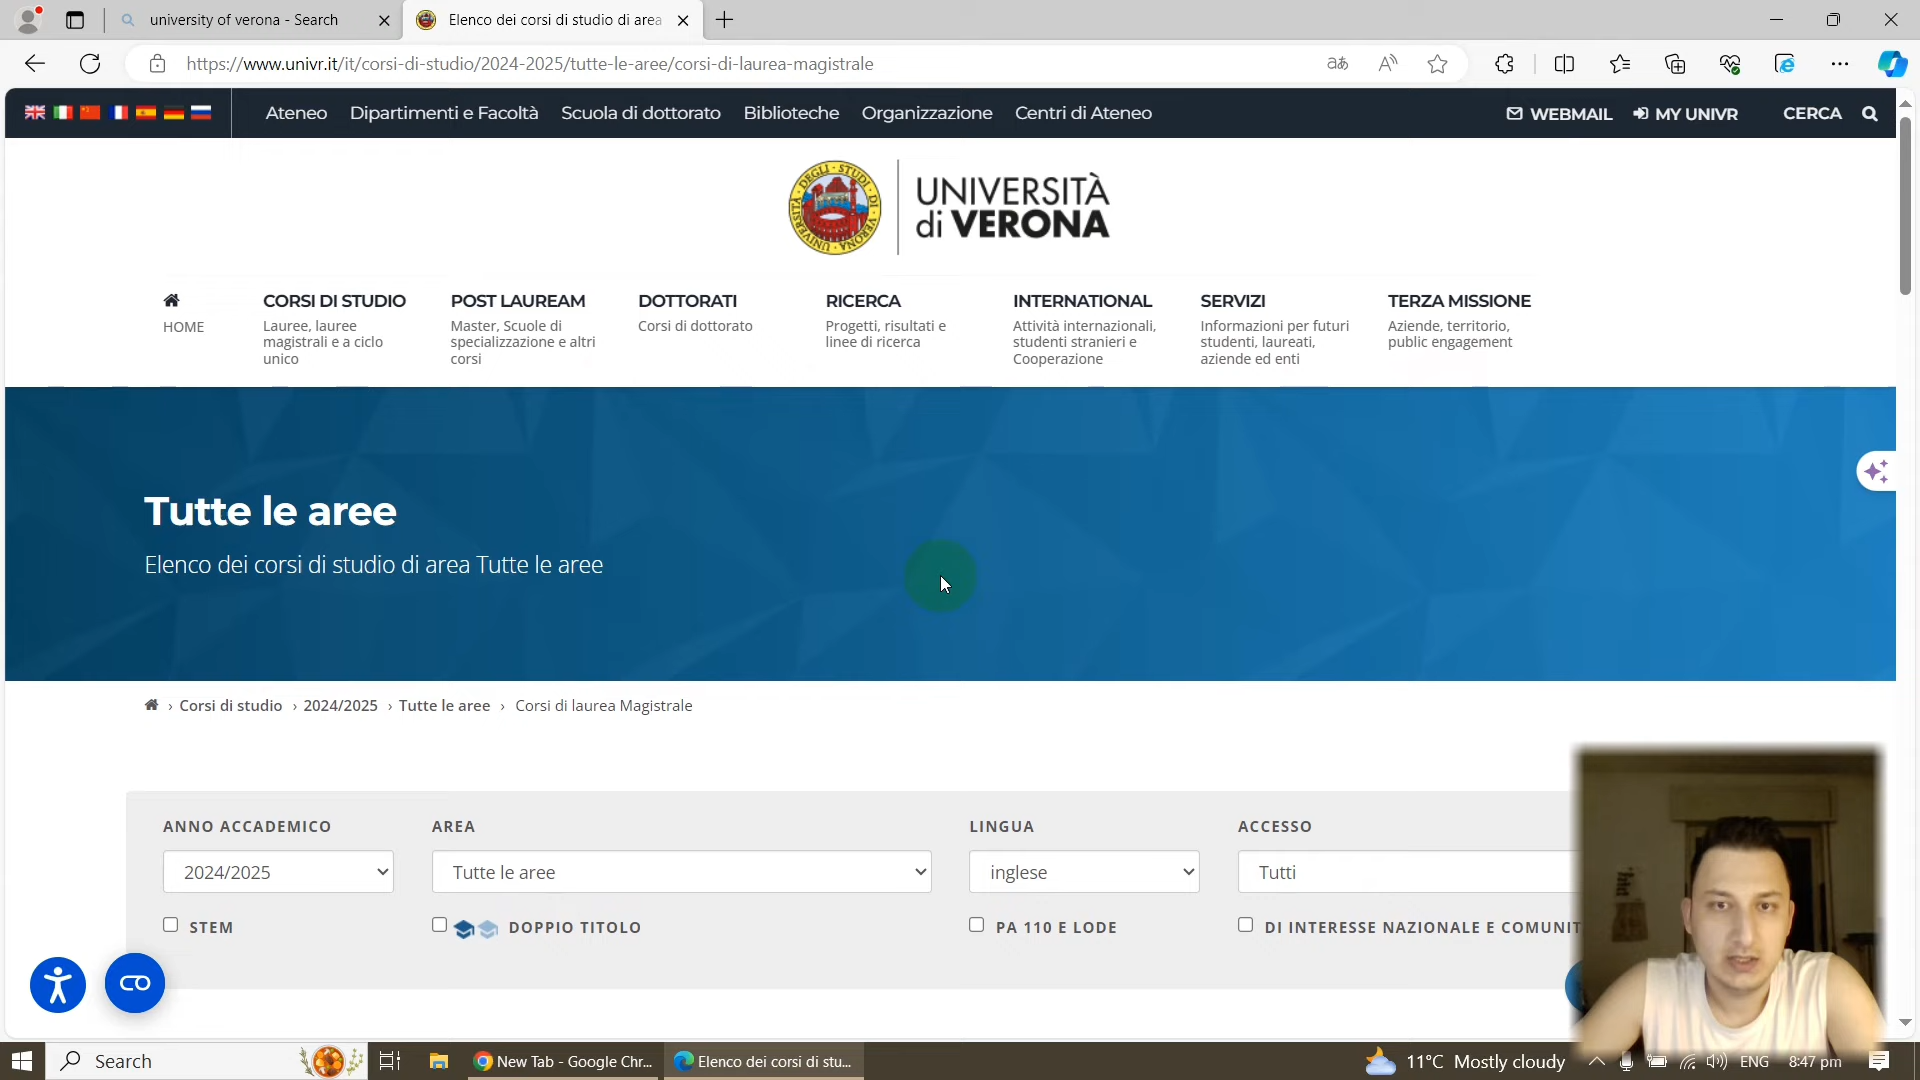 university of verona - Search
Elenco dei corsi di studio di area
https://www.univr.it/it/corsi-di-studio/2024-2025/tutte-le-aree/corsi-di-laurea-magistrale
Ateneo Dipartimenti e Facoltà Scuola di dottorato Biblioteche Organizzazione Centri di Ateneo WEBMAIL MY UNIVR CERCA
UNIVERSITÀ
di VERONA
UNIVERSITAS DEGLI STUDI DI VERONA
HOME
CORSI DI STUDIO
Lauree, lauree
magistrali e a ciclo
unico
POST LAUREAM
Master, Scuole di
specializzazione e altri
corsi
DOTTORATI
Corsi di dottorato
RICERCA
Progetti, risultati e
linee di ricerca
INTERNATIONAL
Attività internazionali,
studenti stranieri e
Cooperazione
SERVIZI
Informazioni per futuri
studenti, laureati,
aziende ed enti
TERZA MISSIONE
Aziende, territorio,
public engagement
Tutte le aree
Elenco dei corsi di studio di area Tutte le aree
› Corsi di studio › 2024/2025 › Tutte le aree › Corsi di laurea Magistrale
ANNO ACCADEMICO AREA LINGUA ACCESSO
2024/2025 Tutte le aree inglese Tutti
STEM DOPPIO TITOLO PA 110 E LODE DI INTERESSE NAZIONALE E COMUNIT
Search New Tab - Google Chr... Elenco dei corsi di stu... 11°C Mostly cloudy ENG 8:47 pm